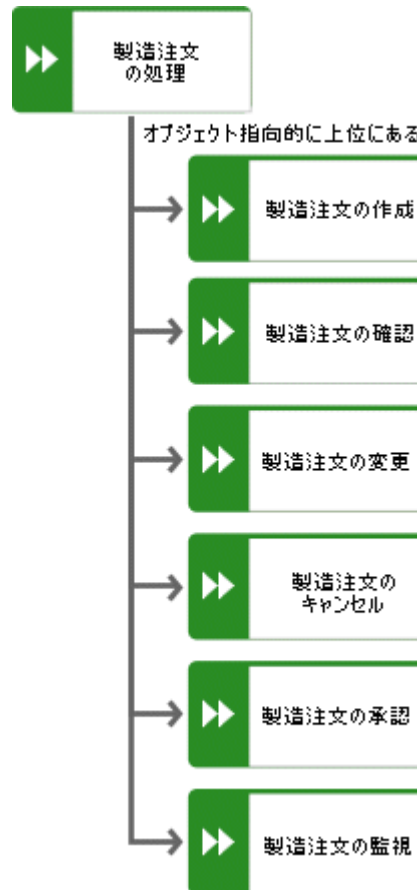 製造注文
の処理
オブジェクト指向的に上位にある
製造注文の作成
製造注文の確認
製造注文の変更
製造注文の
キャンセル
製造注文の承認
製造注文の監視